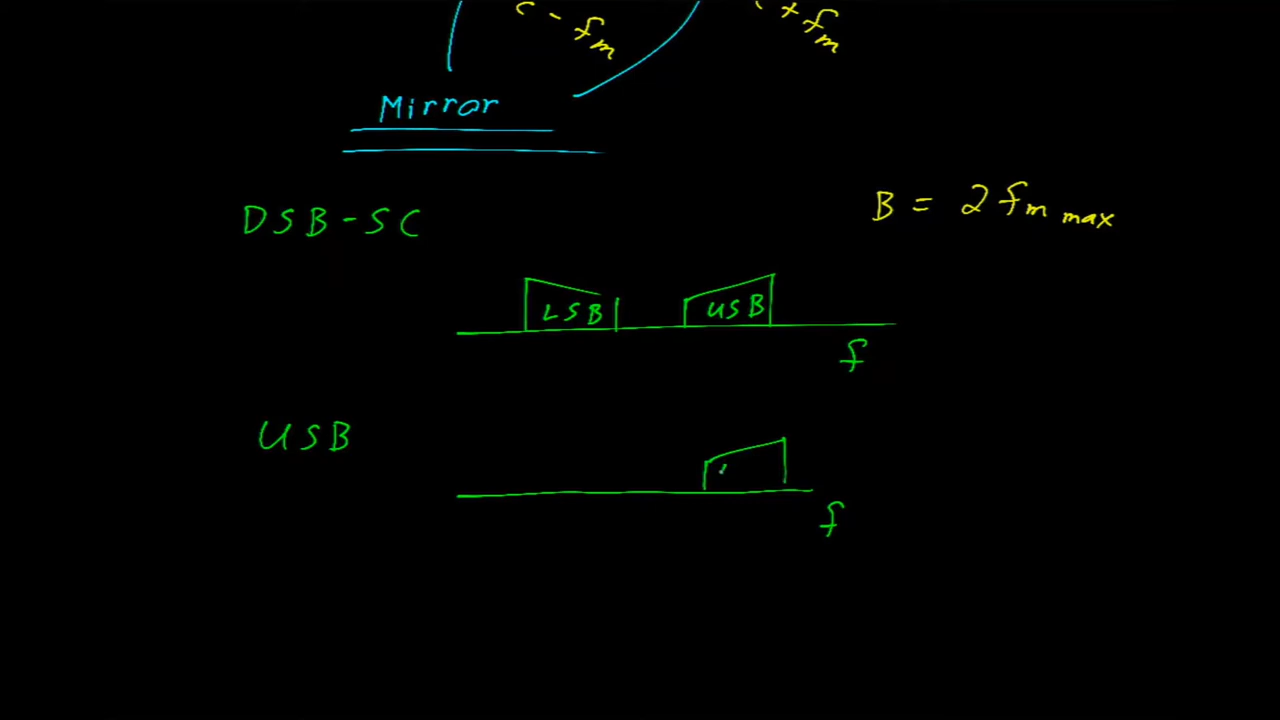 c - fm
+ fm
Mirror
DSB-SC
B = 2 fm max
LSB
USB
f
USB
f